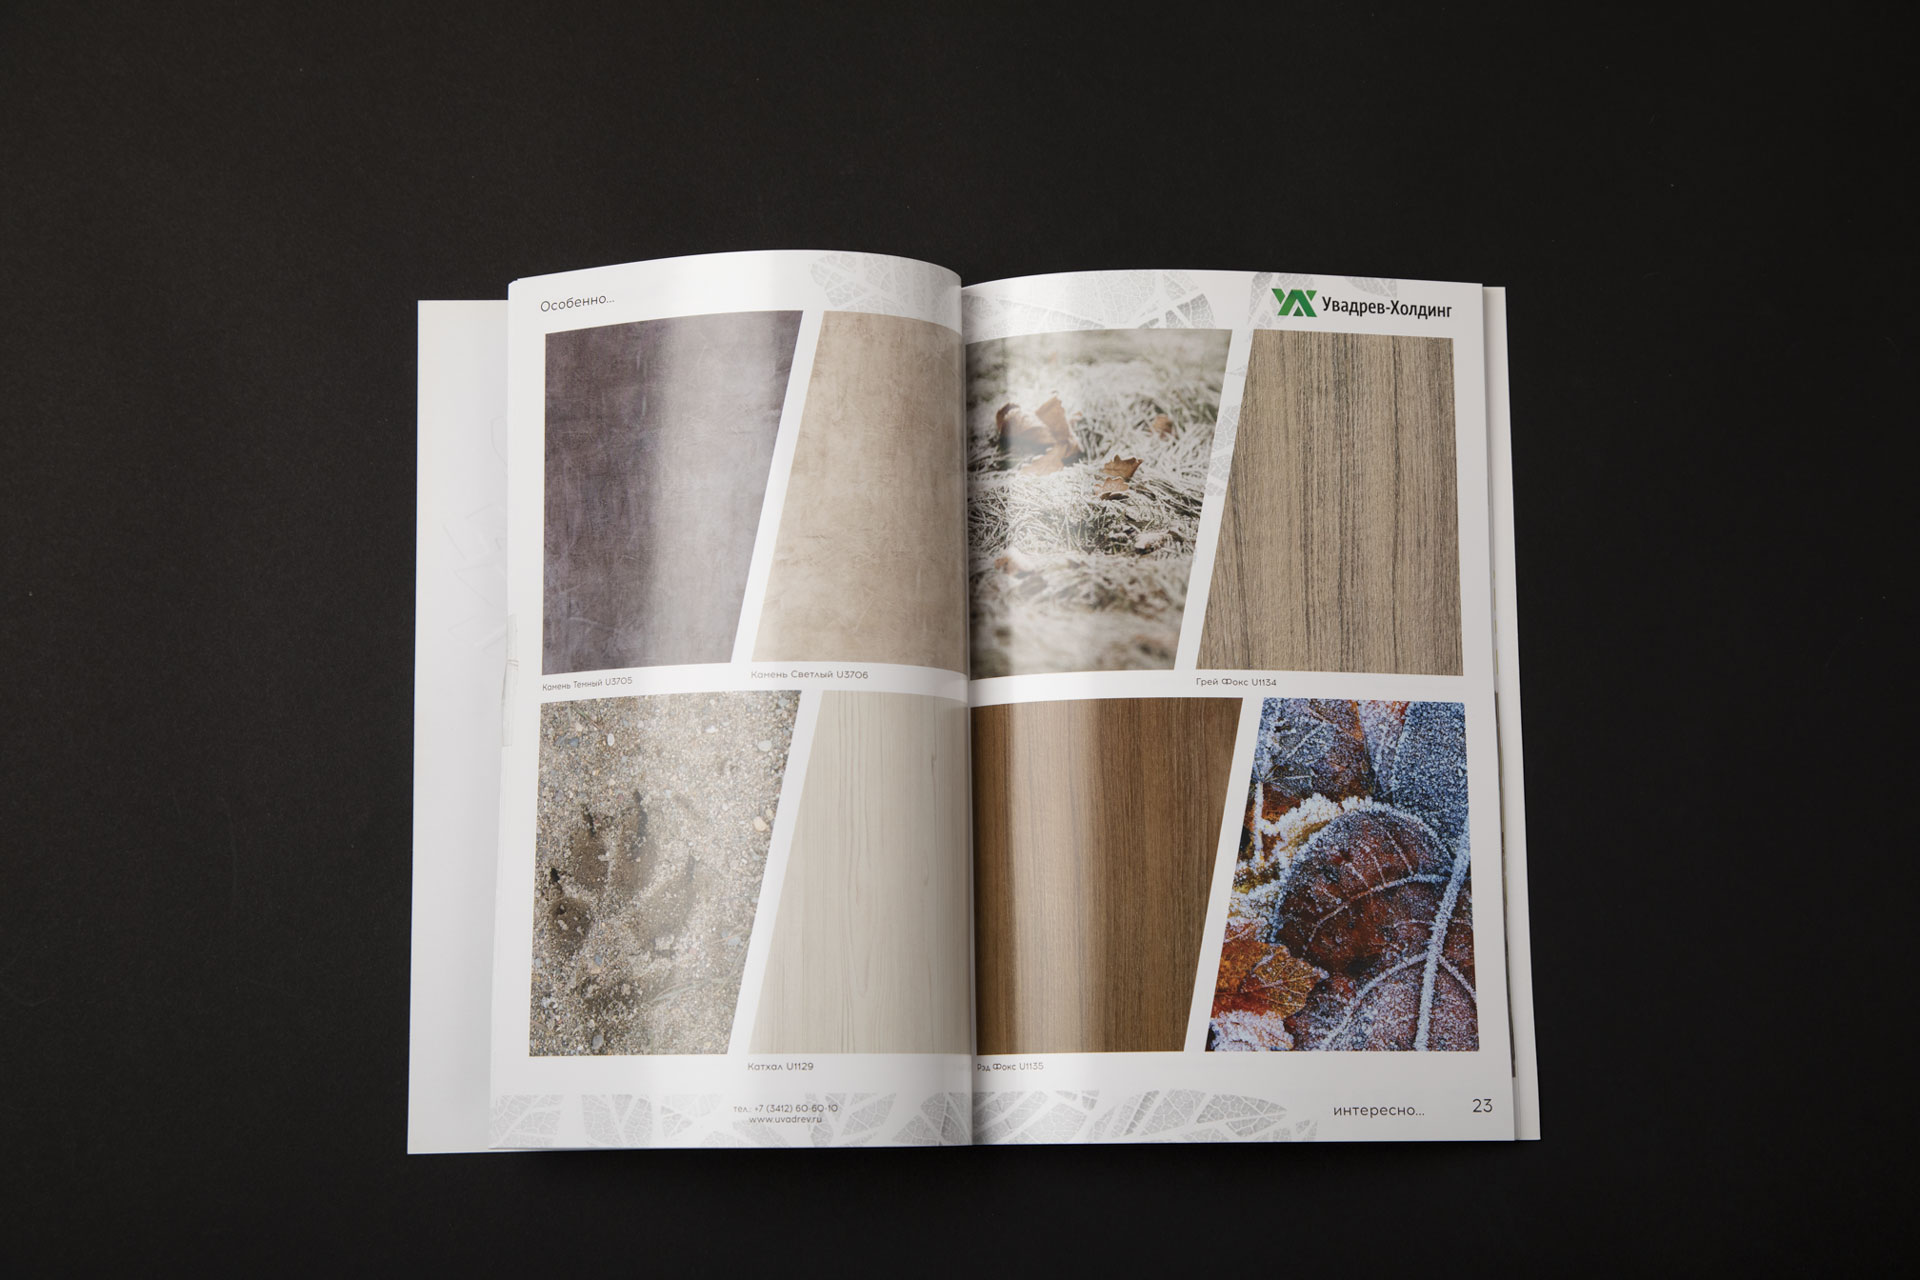 Особенно...
Камень Темный U3705
Камень Светлый U3706
Катхал U1129
тел.: +7 (3412) 60-60-10
www.uvadrev.ru
Увадрев-Холдинг
Грей Фокс U1134
Рэд Фокс U1135
интересно...
23